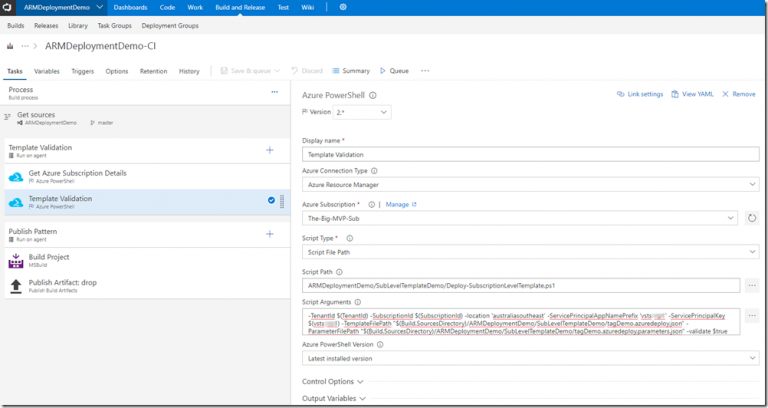 ARMDeploymentDemo Dashboards Code Work Build and Release Test Wiki
Builds Releases Library Task Groups Deployment Groups
ARMDeploymentDemo-CI
Tasks Variables Triggers Options Retention History Save & queue Discard Summary Queue
Process
Build process
Get sources
ARMDeploymentDemo master
Template Validation
Run on agent
Get Azure Subscription Details
Azure PowerShell
Template Validation
Azure PowerShell
Publish Pattern
Run on agent
Build Project
MSBuild
Publish Artifact: drop
Publish Build Artifacts
Azure PowerShell
Link settings View YAML Remove
Version 2.*
Display name *
Template Validation
Azure Connection Type
Azure Resource Manager
Azure Subscription * | Manage
The-Big-MVP-Sub
Script Type *
Script File Path
Script Path
ARMDeploymentDemo/SubLevelTemplateDemo/Deploy-SubscriptionLevelTemplate.ps1
Script Arguments
-TenantId $(TenantId) -SubscriptionId $(SubscriptionId) -location 'australiasoutheast' -ServicePrincipalAppNamePrefix 'vsts -ServicePrincipalKey
$(vsts -TemplateFilePath "$(Build.SourcesDirectory)/ARMDeploymentDemo/SubLevelTemplateDemo/tagDemo.azuredeploy.json" -
ParameterFilePath "$(Build.SourcesDirectory)/ARMDeploymentDemo/SubLevelTemplateDemo/tagDemo.azuredeploy.parameters.json" -validate $true
Azure PowerShell Version
Latest installed version
Control Options
Output Variables